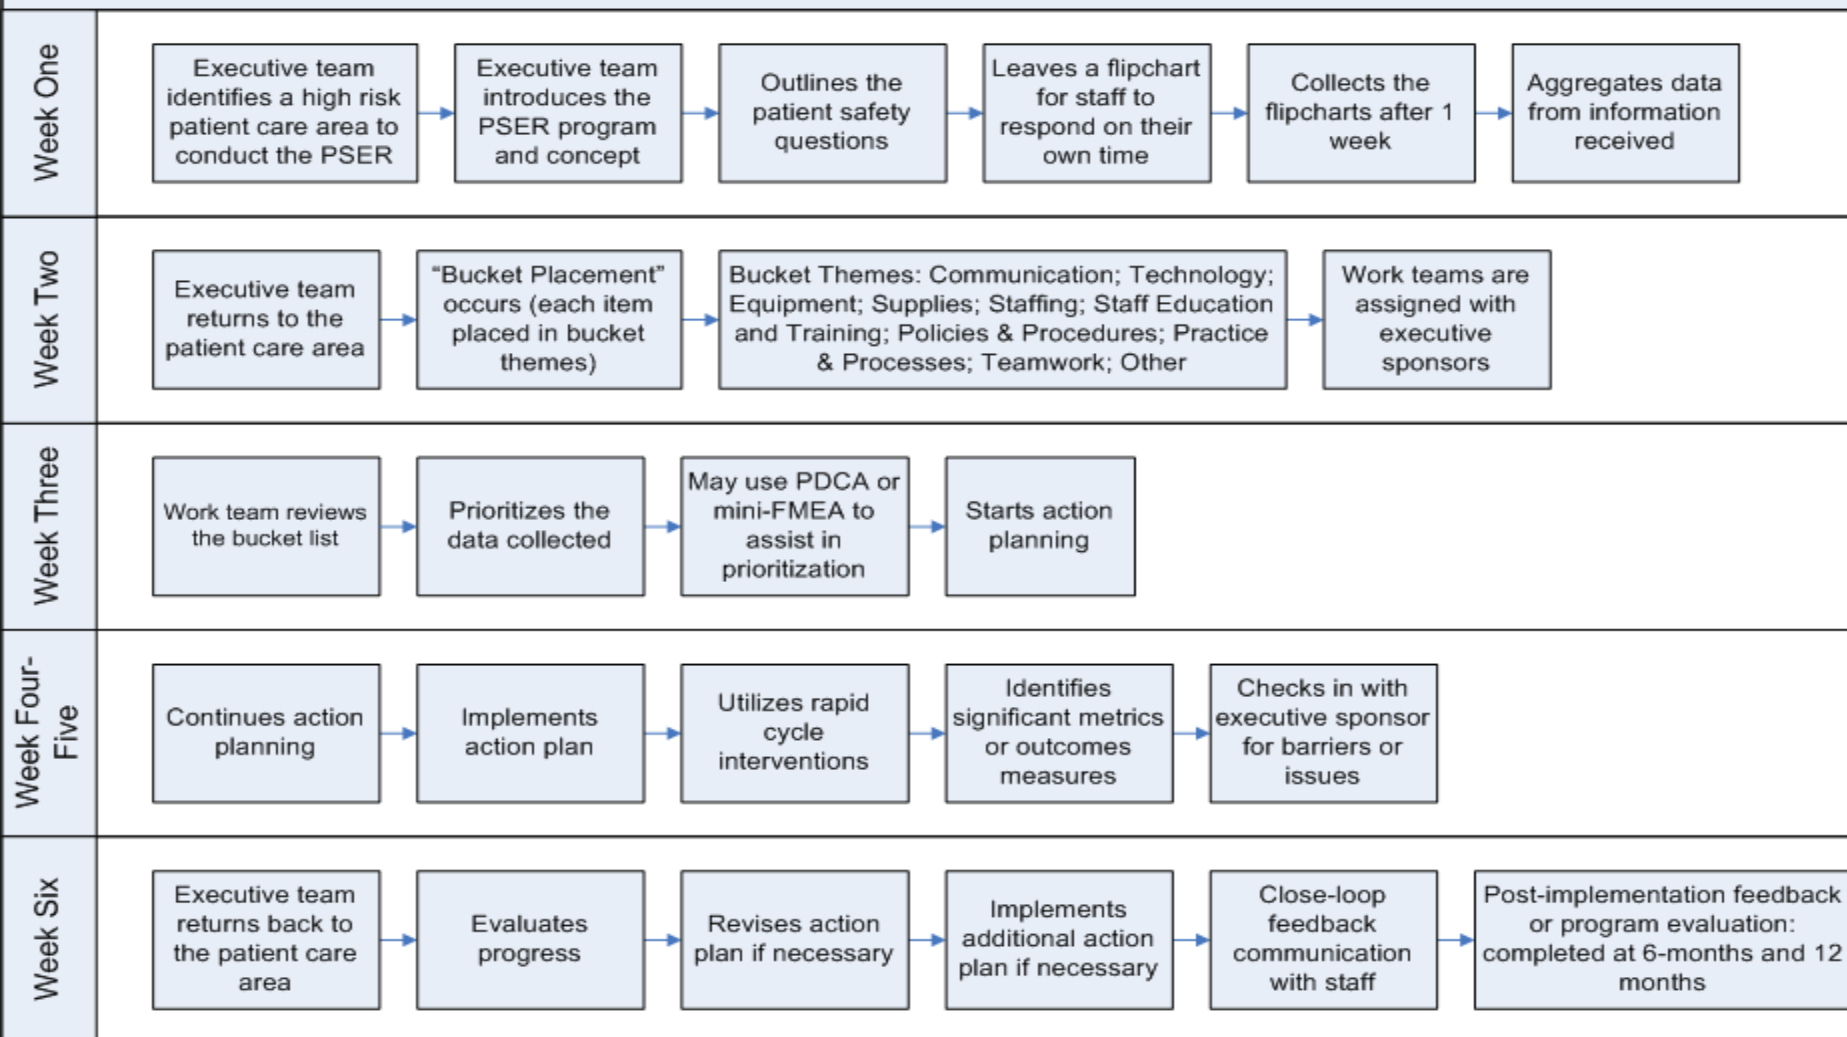 Week One
Executive team
identifies a high risk
patient care area to
conduct the PSER
Executive team
introduces the
PSER program
and concept
Outlines the
patient safety
questions
Leaves a flipchart
for staff to
respond on their
own time
Collects the
flipcharts after 1
week
Aggregates data
from information
received
Week Two
Executive team
returns to the
patient care area
“Bucket Placement”
occurs (each item
placed in bucket
themes)
Bucket Themes: Communication; Technology;
Equipment; Supplies; Staffing; Staff Education
and Training; Policies & Procedures; Practice
& Processes; Teamwork; Other
Work teams are
assigned with
executive
sponsors
Week Three
Work team reviews
the bucket list
Prioritizes the
data collected
May use PDCA or
mini-FMEA to
assist in
prioritization
Starts action
planning
Week Four-
Five
Continues action
planning
Implements
action plan
Utilizes rapid
cycle
interventions
Identifies
significant metrics
or outcomes
measures
Checks in with
executive sponsor
for barriers or
issues
Week Six
Executive team
returns back to
the patient care
area
Evaluates
progress
Revises action
plan if necessary
Implements
additional action
plan if necessary
Close-loop
feedback
communication
with staff
Post-implementation feedback
or program evaluation:
completed at 6-months and 12
months